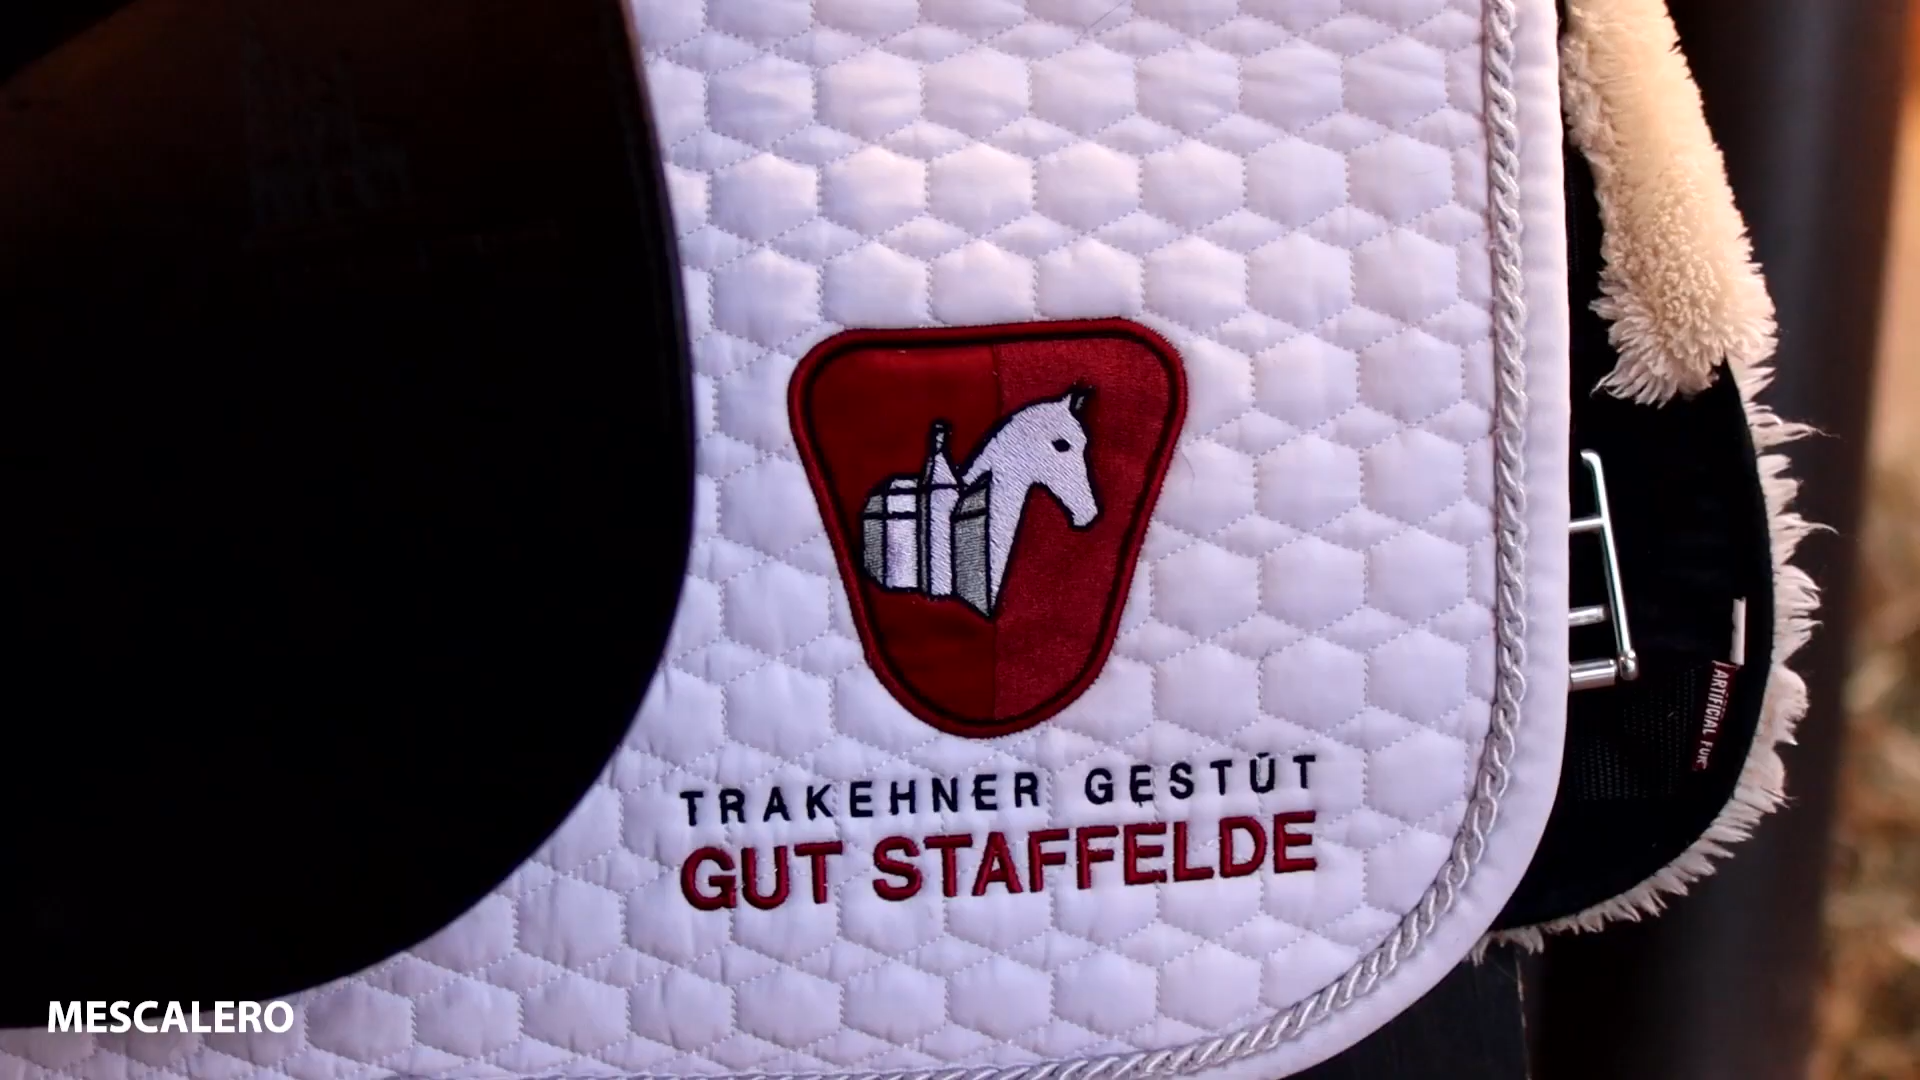 TRAKEHNER GESTÜT
GUT STAFFELDE
ARTIFICIAL FUR
MESCALERO